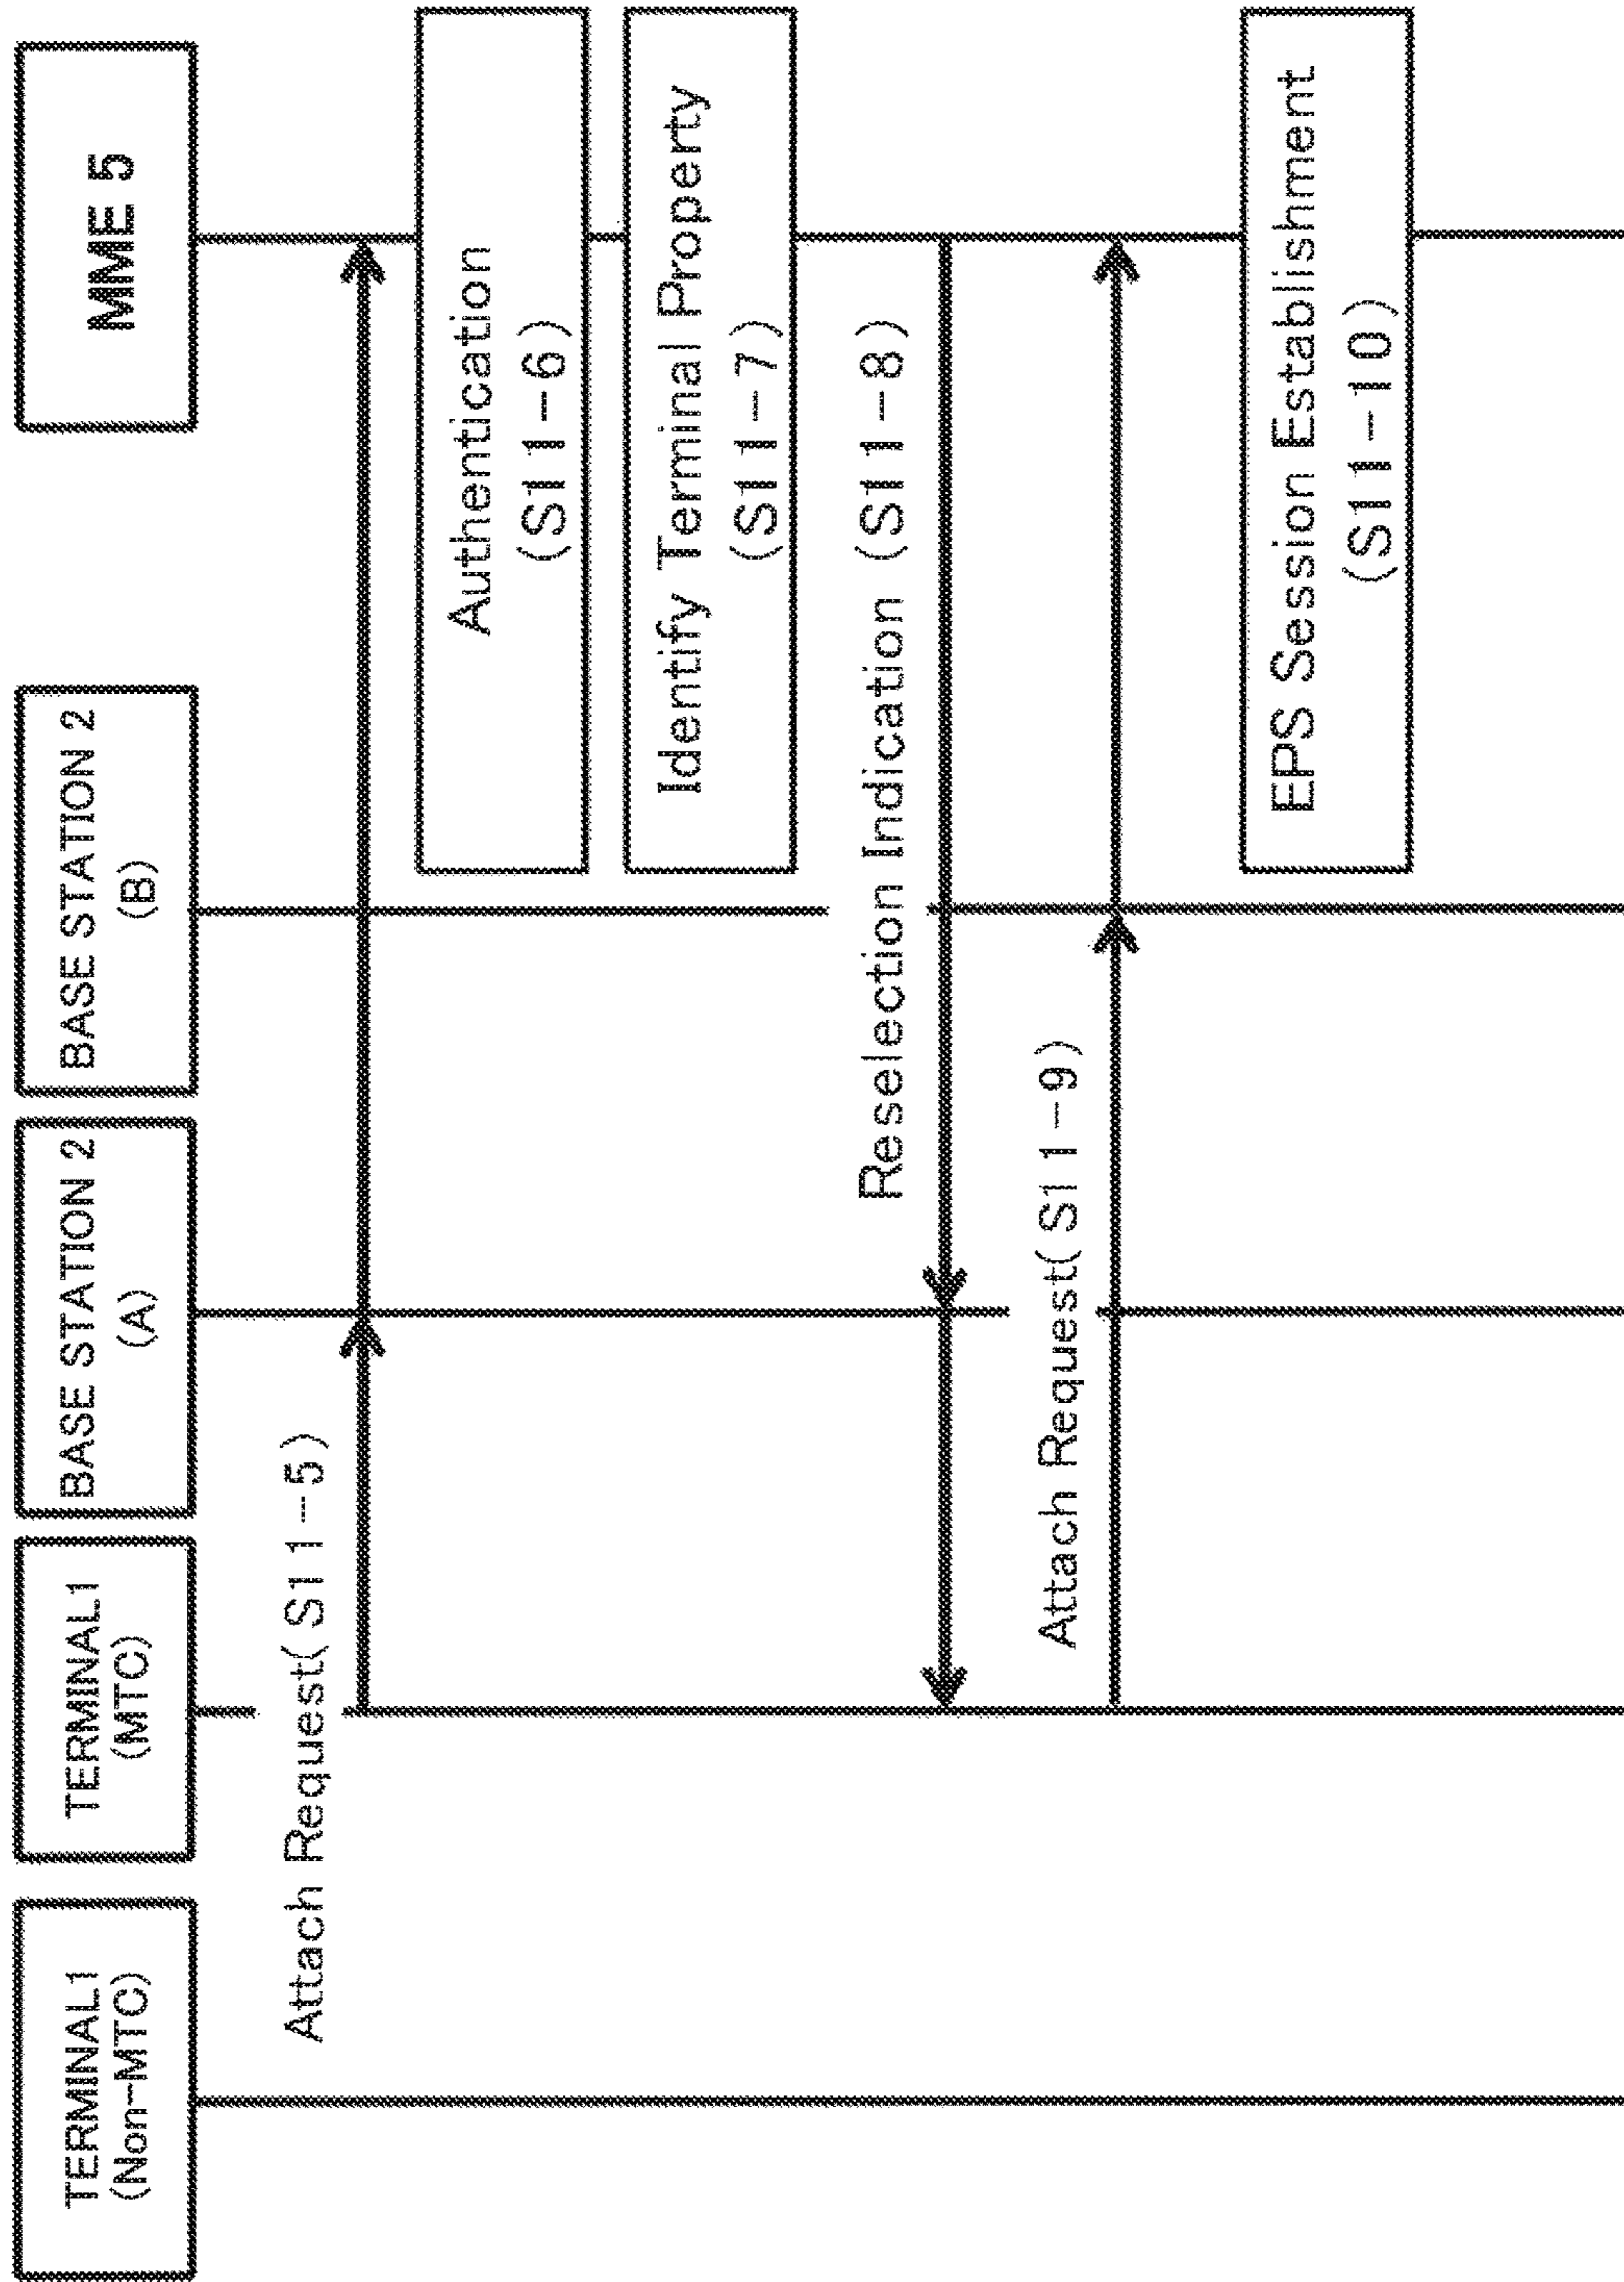 TERMINAL1
(Non-MTC)
TERMINAL1
(MTC)
BASE STATION 2
(A)
BASE STATION 2
(B)
MME 5
Attach Request( S11-5)
Authentication
(S11-6)
Identify Terminal Property
(S11-7)
Reselection Indication (S11-8)
Attach Request( S11-9)
EPS Session Establishment
(S11-10)